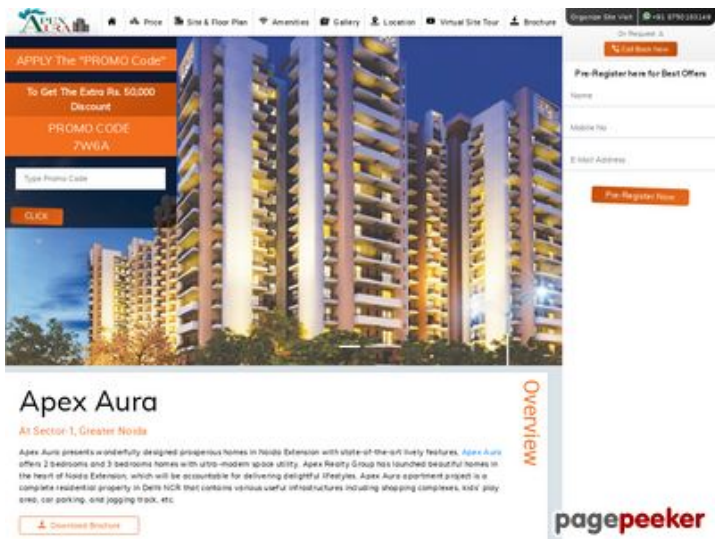 APEX AURA
Price
Site & Floor Plan
Amenities
Gallery
Location
Virtual Site Tour
Brochure
Organize Site Visit
Or Request A
Call Back Now
Pre-Register here for Best Offers
Name
Mobile No
E-Mail Address
Pre-Register Now
APPLY The "PROMO Code"
To Get The Extra Rs. 50,000
Discount
PROMO CODE
7W6A
Type Promo Code
CLICK
Overview
Apex Aura
At Sector-1, Greater Noida
Apex Aura presents wonderfully designed prosperous homes in Noida Extension with state-of-the-art lively features. Apex Aura
offers 2 bedrooms and 3 bedrooms homes with ultra-modern space utility. Apex Realty Group has launched beautiful homes in
the heart of Noida Extension, which will be accountable for delivering delightful lifestyles. Apex Aura apartment project is a
complete residential property in Delhi NCR that contains various useful infrastructures including shopping complexes, kids' play
area, car parking, and jogging track, etc.
Download Brochure
pagepeeker